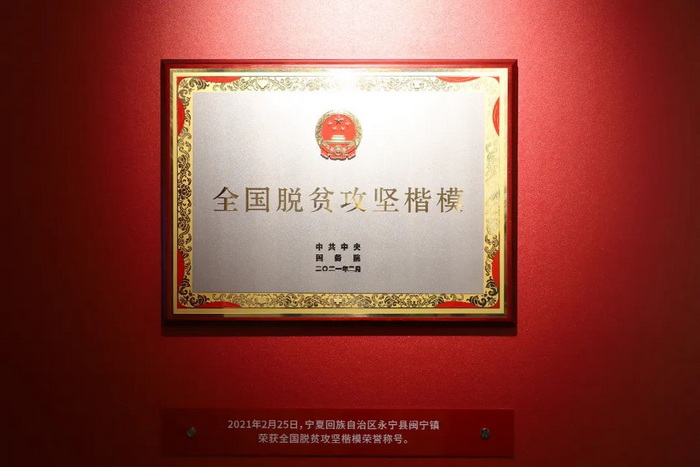 全国脱贫攻坚楷模
中共中央
国务院
二〇二一年二月
2021年2月25日,宁夏回族自治区永宁县闽宁镇
荣获全国脱贫攻坚楷模荣誉称号。